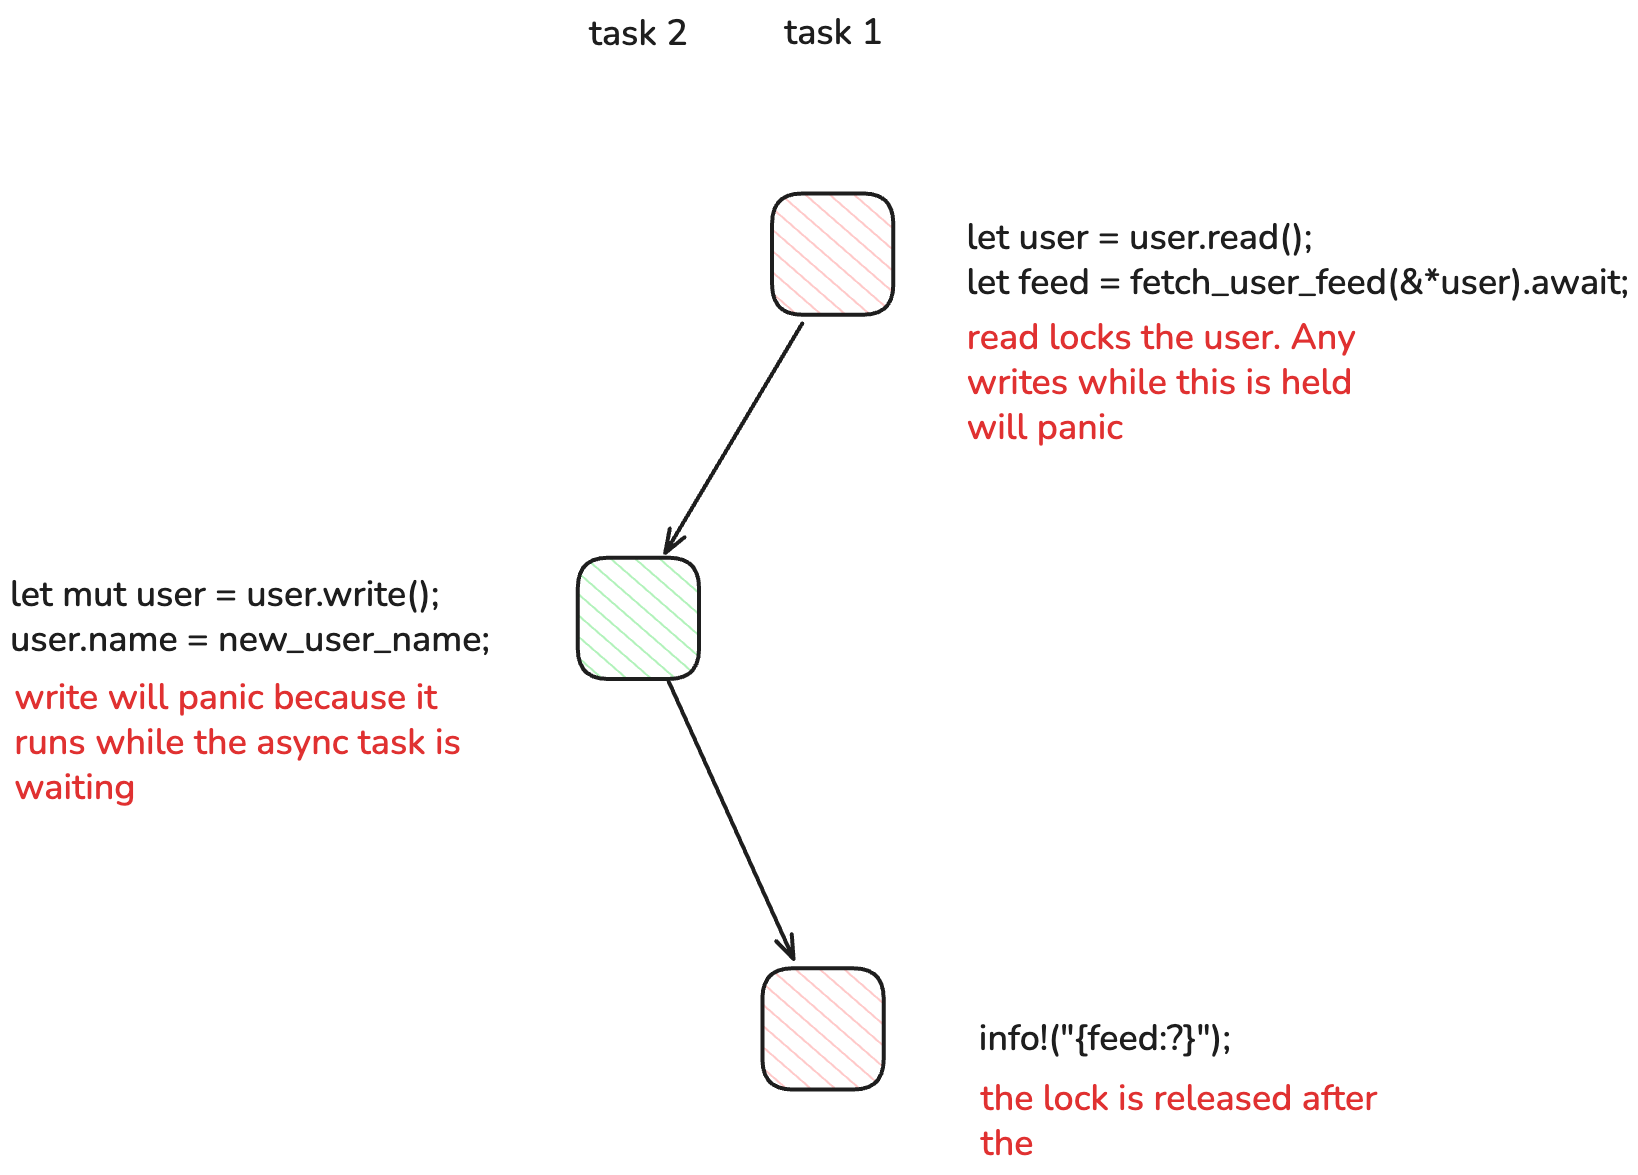 task 2
task 1
let user = user.read();
let feed = fetch_user_feed(&*user).await;
read locks the user. Any
writes while this is held
will panic
let mut user = user.write();
user.name = new_user_name;
write will panic because it
runs while the async task is
waiting
info!("{feed:?}");
the lock is released after
the